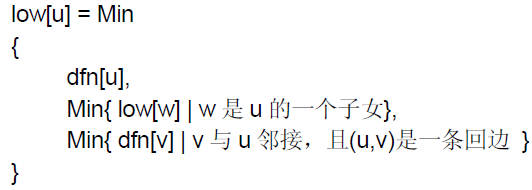 low[u] = Min
{
dfn[u],
Min{ low[w] | w 是 u 的一个子女},
Min{ dfn[v] | v 与 u 邻接，且(u,v)是一条回边 }
}